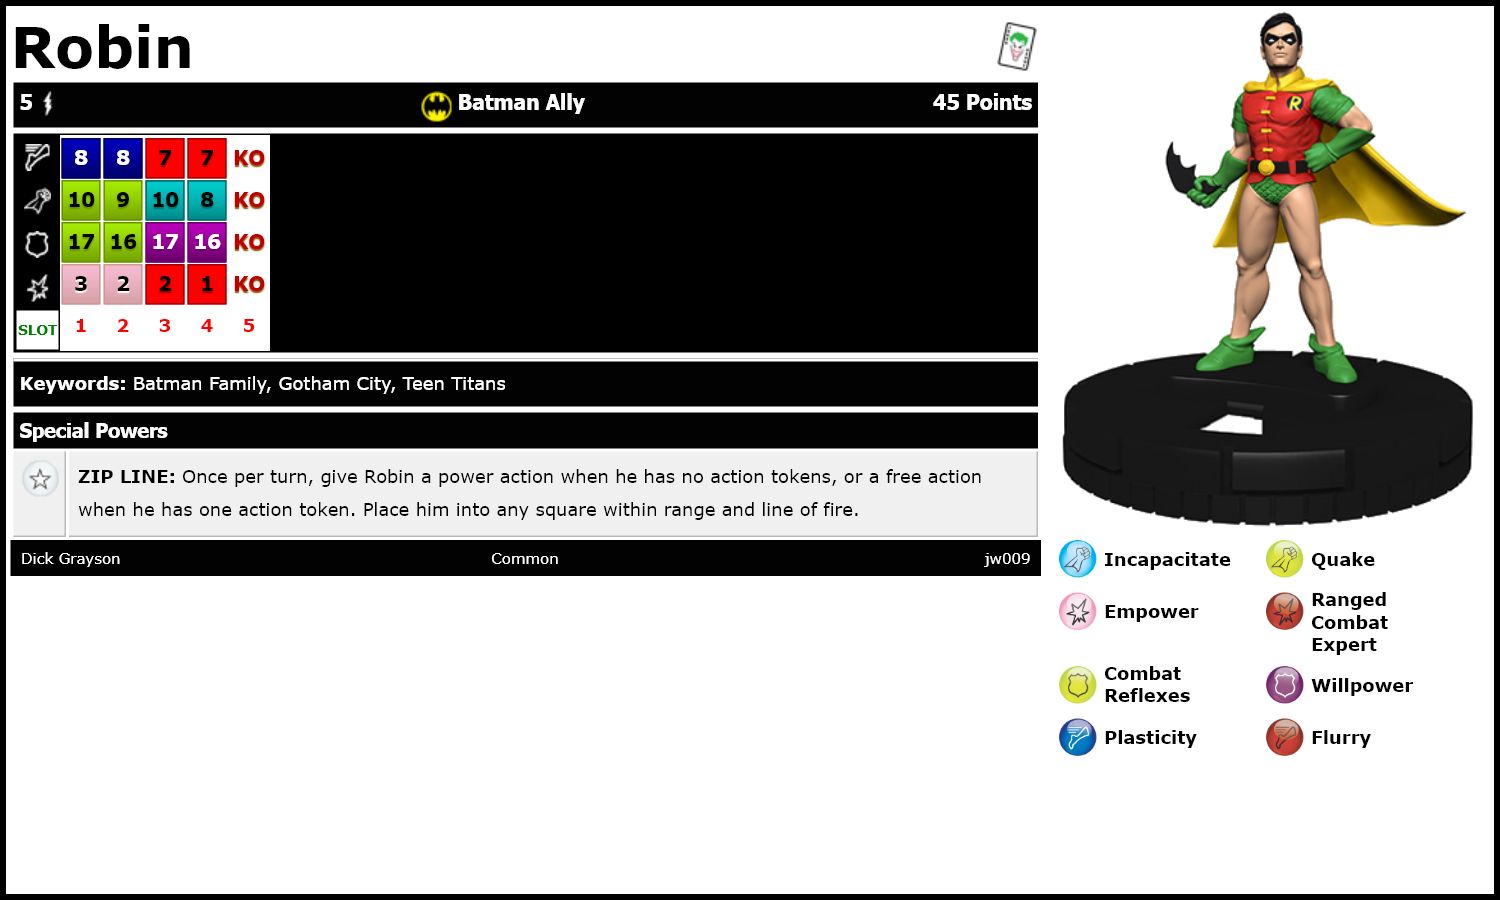 Robin
5 Batman Ally 45 Points
8 8 7 7 KO
10 9 10 8 KO
17 16 17 16 KO
3 2 2 1 KO
SLOT 1 2 3 4 5
Keywords: Batman Family, Gotham City, Teen Titans
Special Powers
ZIP LINE: Once per turn, give Robin a power action when he has no action tokens, or a free action
when he has one action token. Place him into any square within range and line of fire.
Dick Grayson Common jw009
R
Incapacitate Quake
Empower Ranged
Combat
Expert
Combat
Reflexes
Willpower
Plasticity Flurry